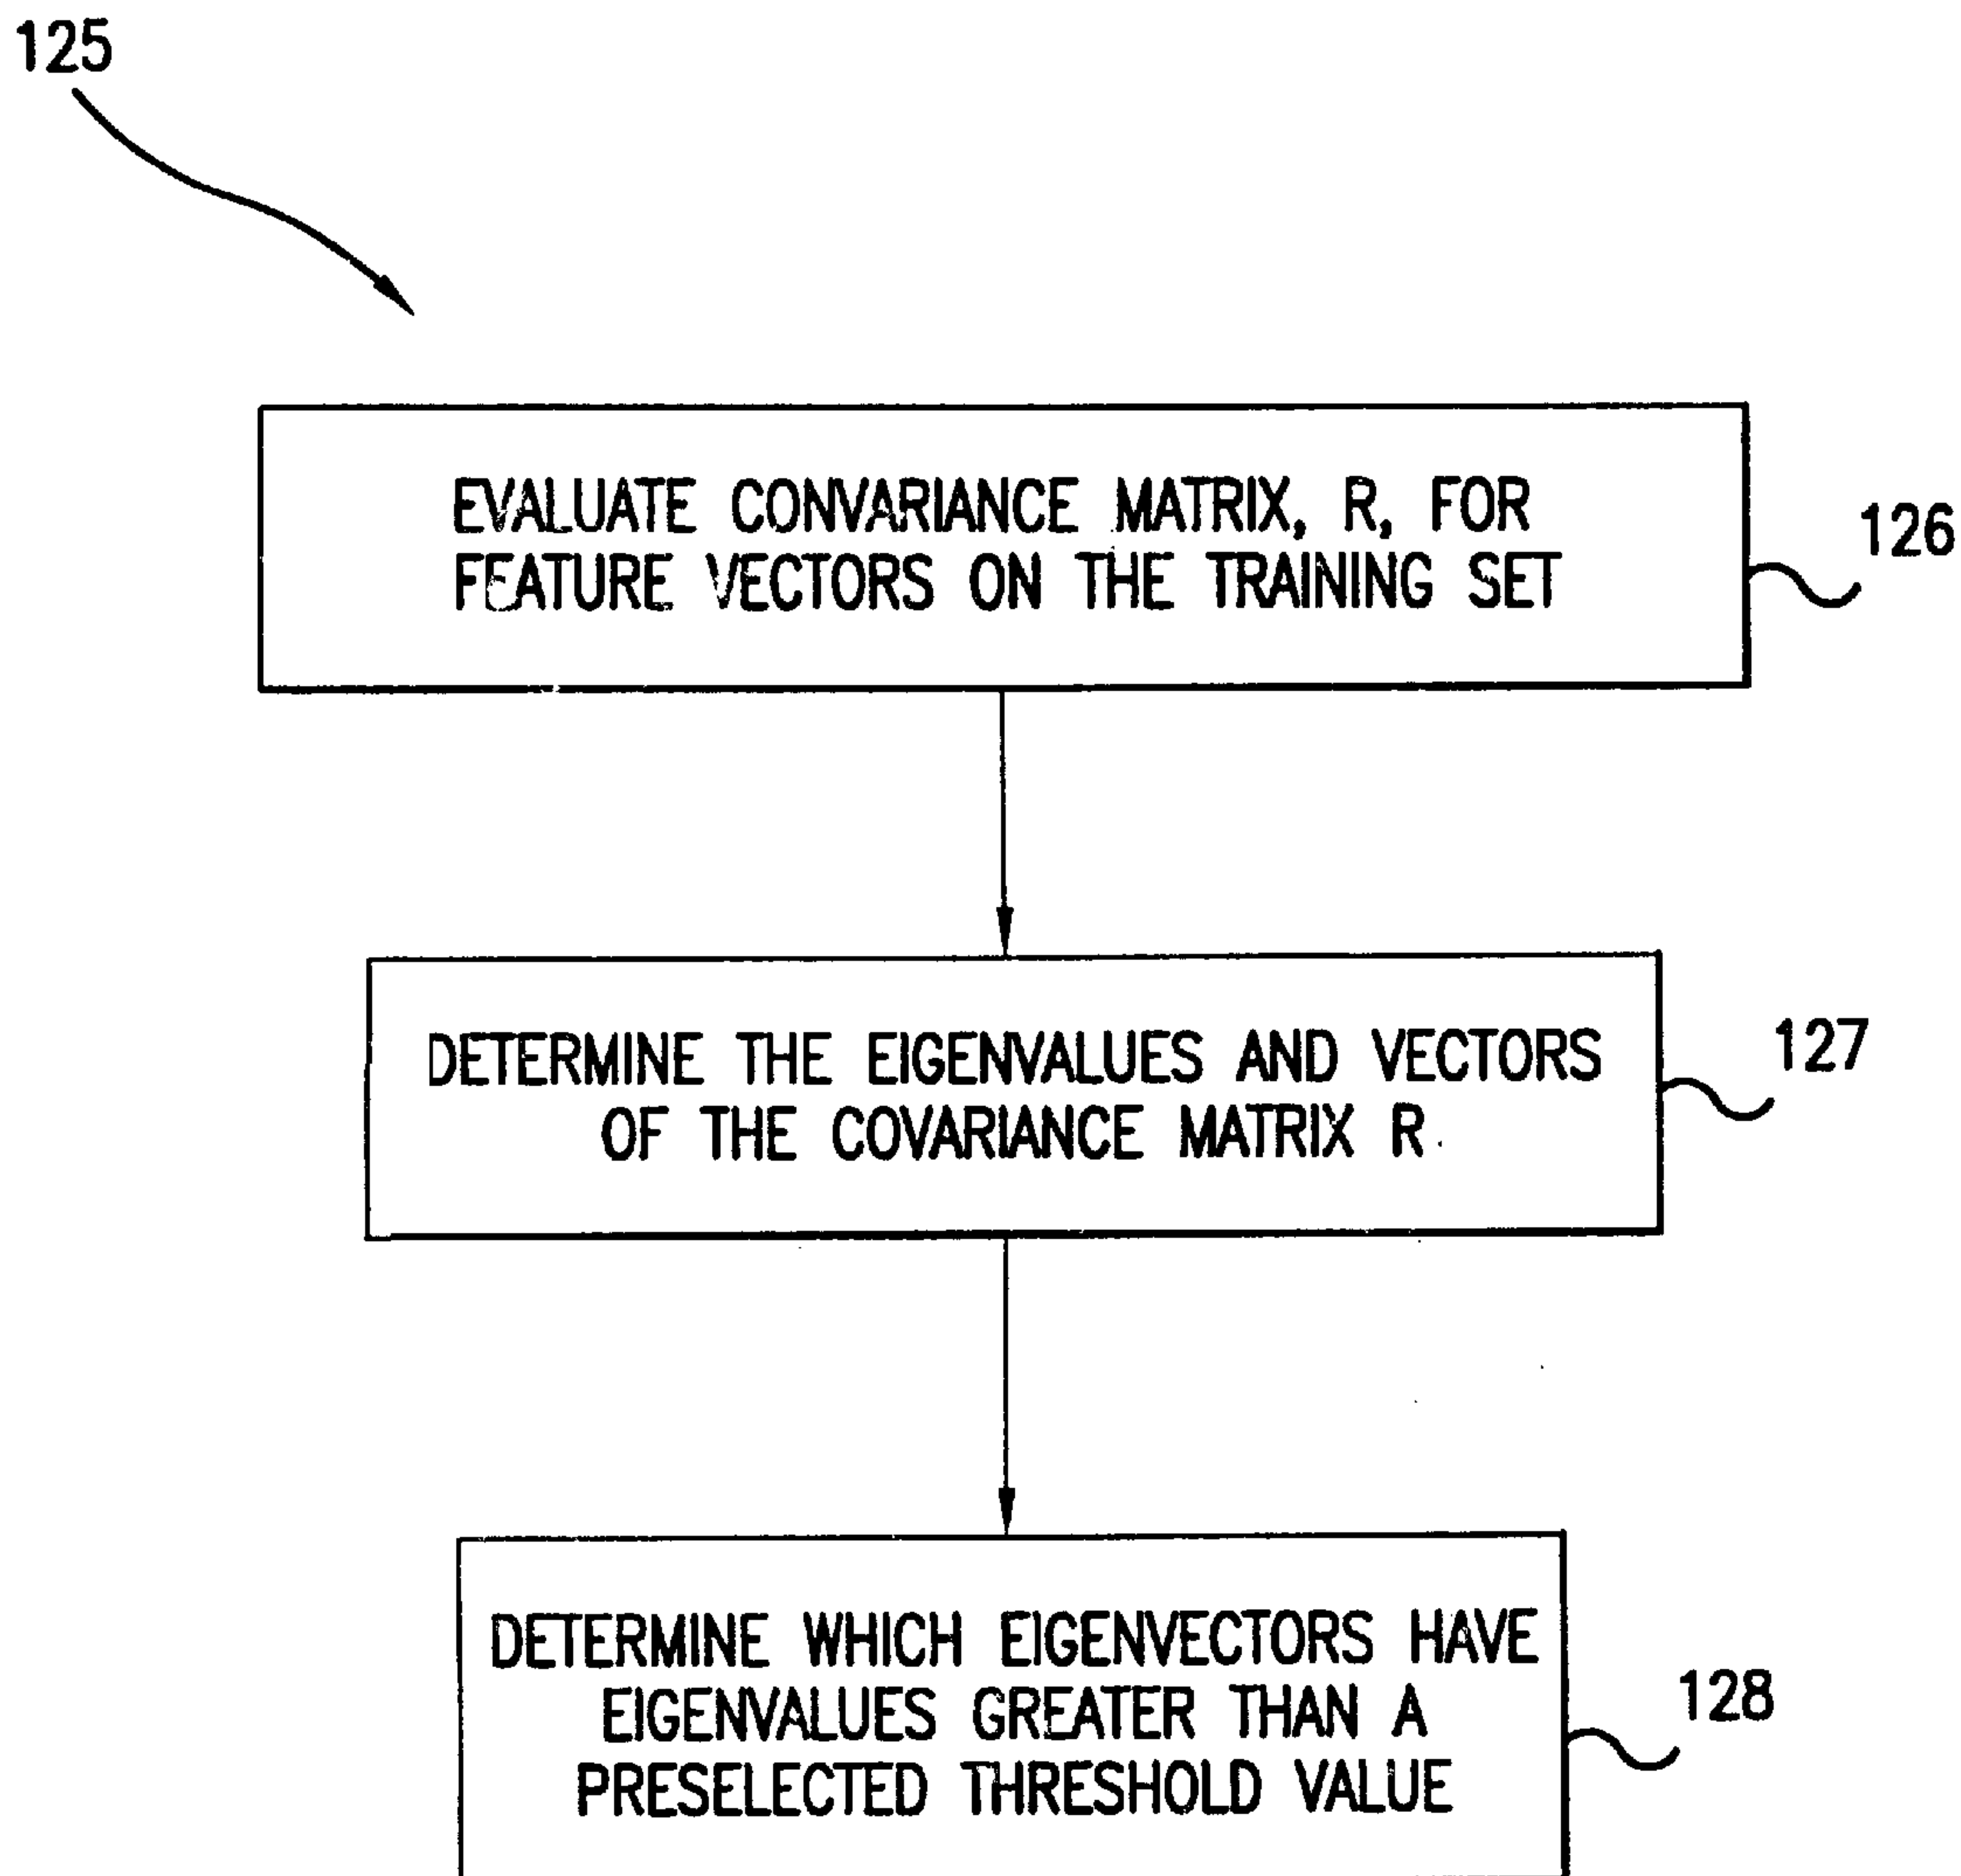 125
EVALUATE CONVARIANCE MATRIX, R, FOR
FEATURE VECTORS ON THE TRAINING SET
126
DETERMINE THE EIGENVALUES AND VECTORS
OF THE COVARIANCE MATRIX R.
127
DETERMINE WHICH EIGENVECTORS HAVE
EIGENVALUES GREATER THAN A
PRESELECTED THRESHOLD VALUE
128